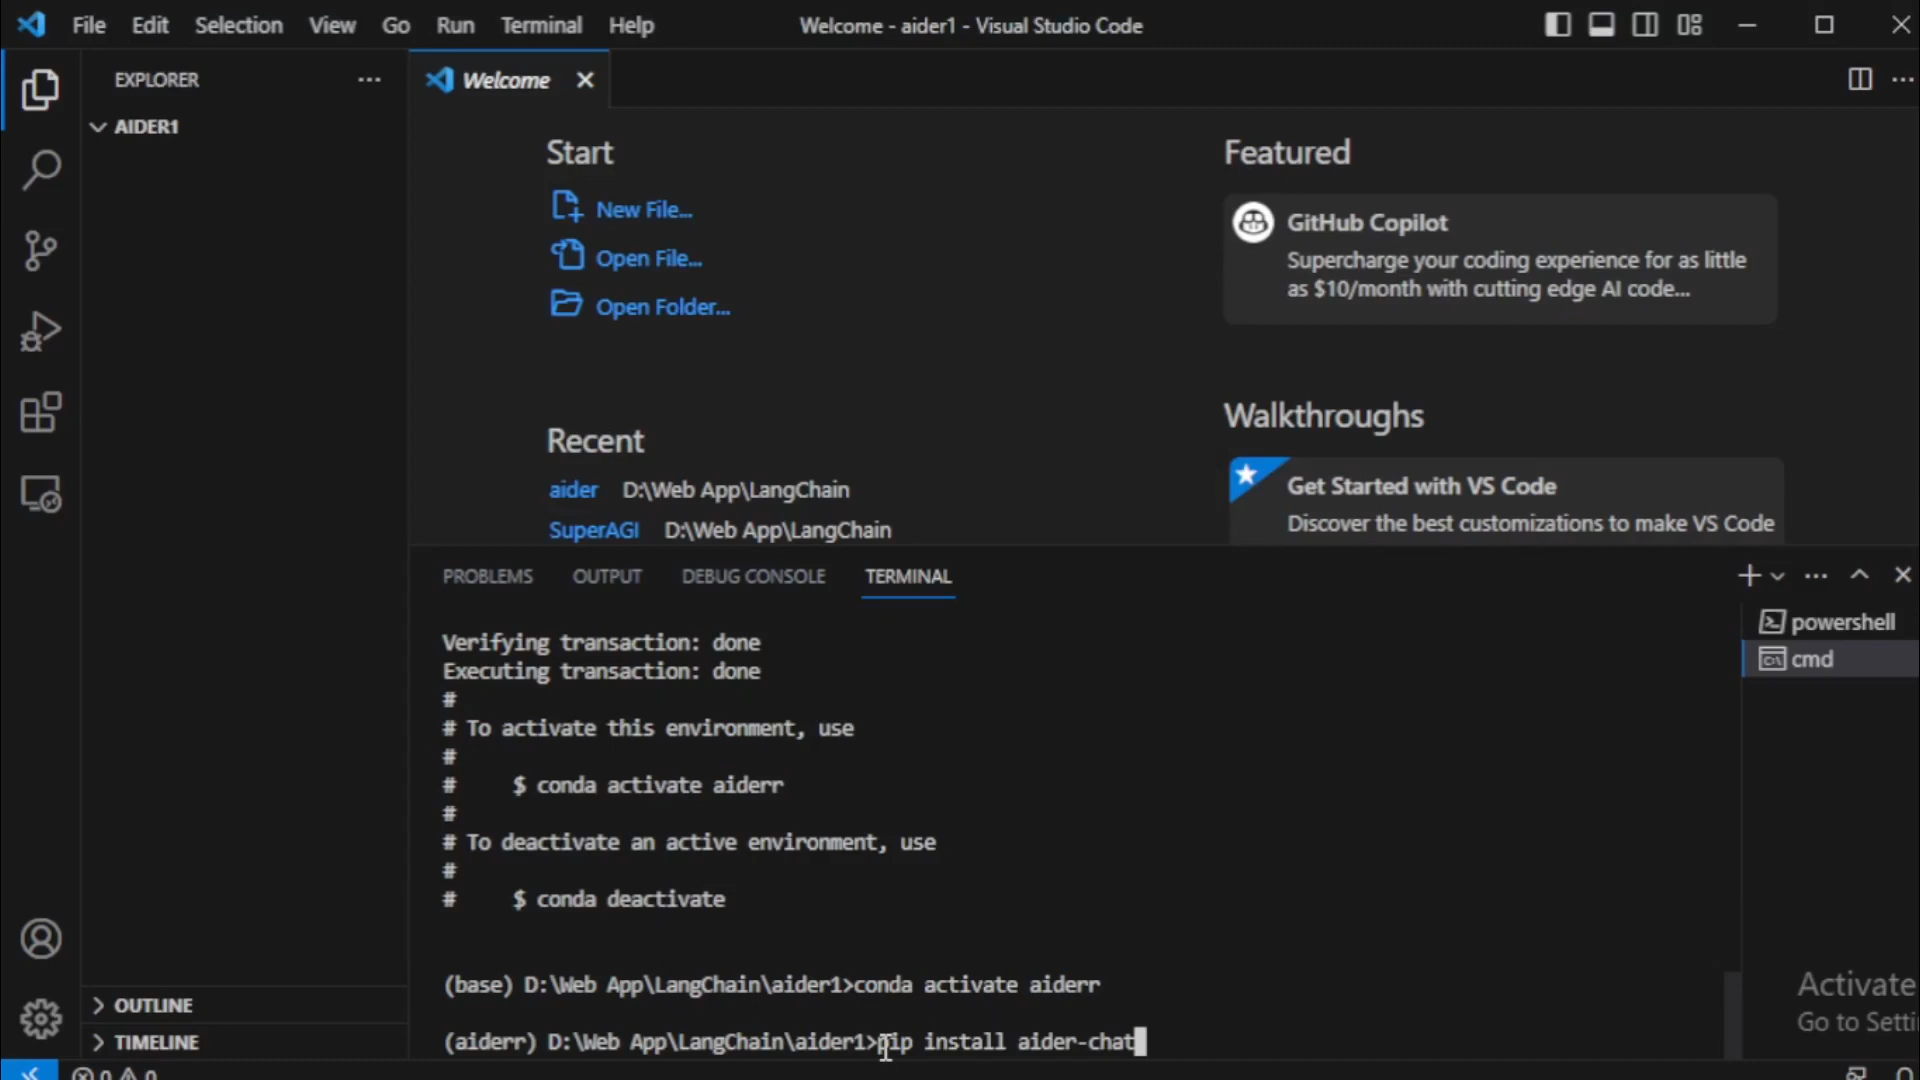 File Edit Selection View Go Run Terminal Help
Welcome - aider1 - Visual Studio Code
EXPLORER
AIDER1
OUTLINE
TIMELINE
Welcome
Start
New File...
Open File...
Open Folder...
Recent
aider D:\Web App\LangChain
SuperAGI D:\Web App\LangChain
Featured
GitHub Copilot
Supercharge your coding experience for as little
as $10/month with cutting edge AI code...
Walkthroughs
Get Started with VS Code
Discover the best customizations to make VS Code
PROBLEMS OUTPUT DEBUG CONSOLE TERMINAL
Verifying transaction: done
Executing transaction: done
#
# To activate this environment, use
#
# $ conda activate aiderr
#
# To deactivate an active environment, use
#
# $ conda deactivate
(base) D:\Web App\LangChain\aider1>conda activate aiderr
(aiderr) D:\Web App\LangChain\aider1>pip install aider-chat
powershell
cmd
Activate
Go to Setti
0 0